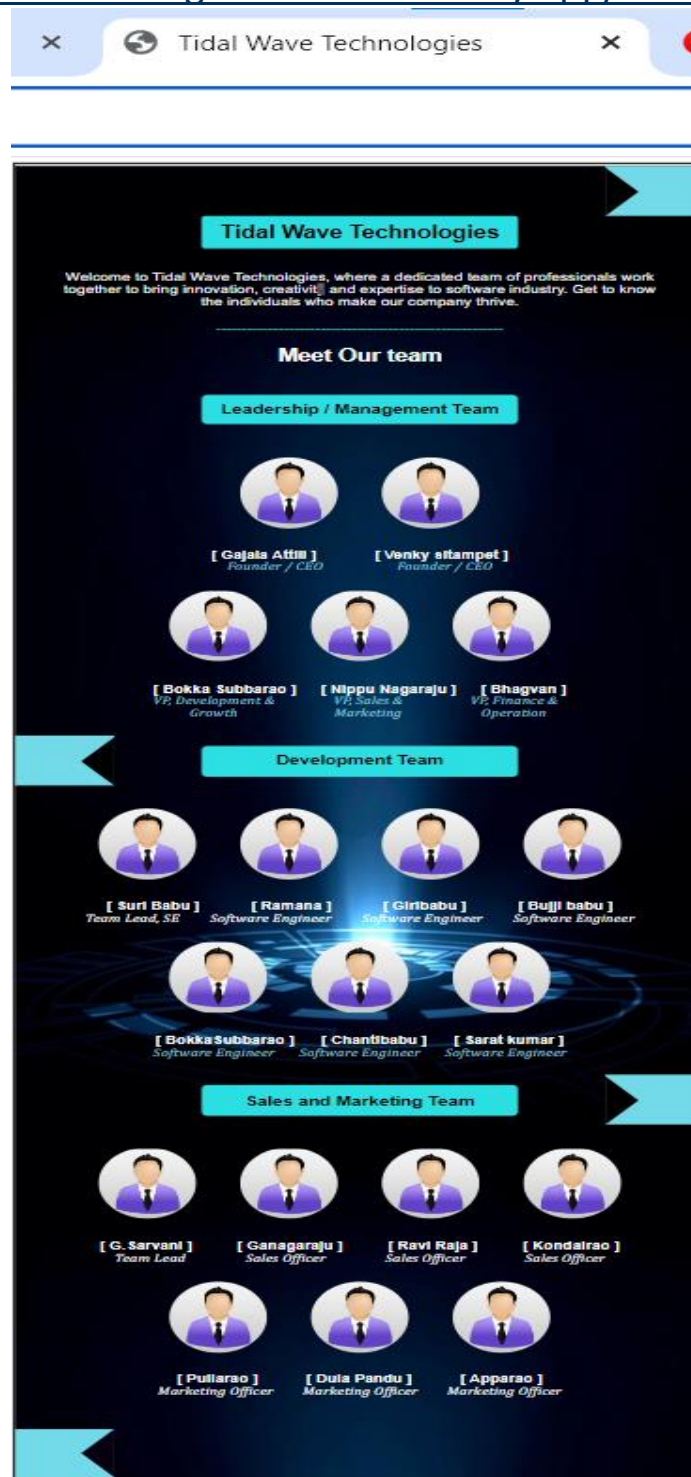 Tidal Wave Technologies
Tidal Wave Technologies
Welcome to Tidal Wave Technologies, where a dedicated team of professionals work
together to bring innovation, and expertise to software industry. Get to know
the individuals who make our company thrive.
Meet Our team
Leadership / Management Team
[ Gajala Attili ] [ Venky sitampet ]
Founder / CEO Founder / CEO
[ Bokka Subbarao ] [ Nippu Nagaraju ] [ Bhagvan ]
VP, Development & VP, Sales & VP, Finance &
Growth Marketing Operation
Development Team
[ Suri Babu ] [ Ramana ] [ Giribabu ] [ Bujji babu ]
Team Lead, SE Software Engineer Software Engineer Software Engineer
[ Bokka Subbarao ] [ Chantibabu ] [ Sarat kumar ]
Software Engineer Software Engineer Software Engineer
Sales and Marketing Team
[ G. Sarvani ] [ Ganagaraju ] [ Ravi Raja ] [ Kondalrao ]
Team Lead Sales Officer Sales Officer Sales Officer
[ Pullarao ] [ Dula Pandu ] [ Apparao ]
Marketing Officer Marketing Officer Marketing Officer